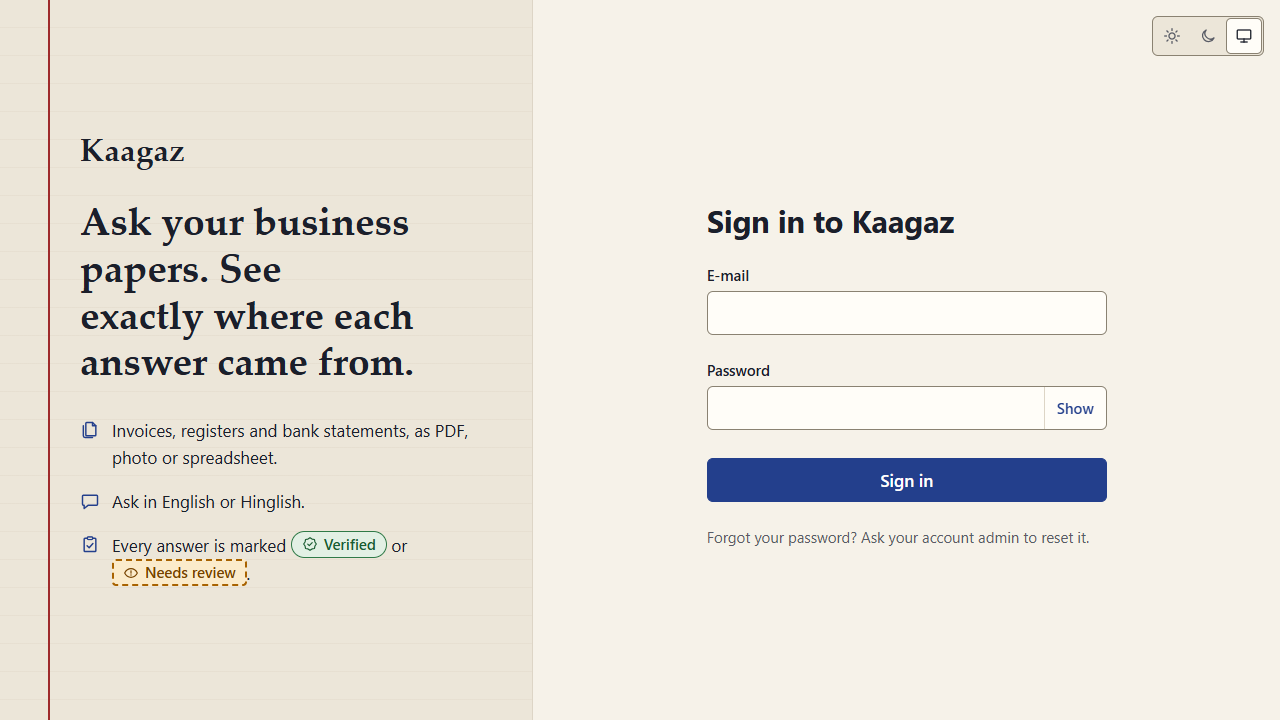 Kaagaz
Ask your business
papers. See
exactly where each
answer came from.
Invoices, registers and bank statements, as PDF,
photo or spreadsheet.
Ask in English or Hinglish.
Every answer is marked Verified or
Needs review.
Sign in to Kaagaz
E-mail
Password
Show
Sign in
Forgot your password? Ask your account admin to reset it.